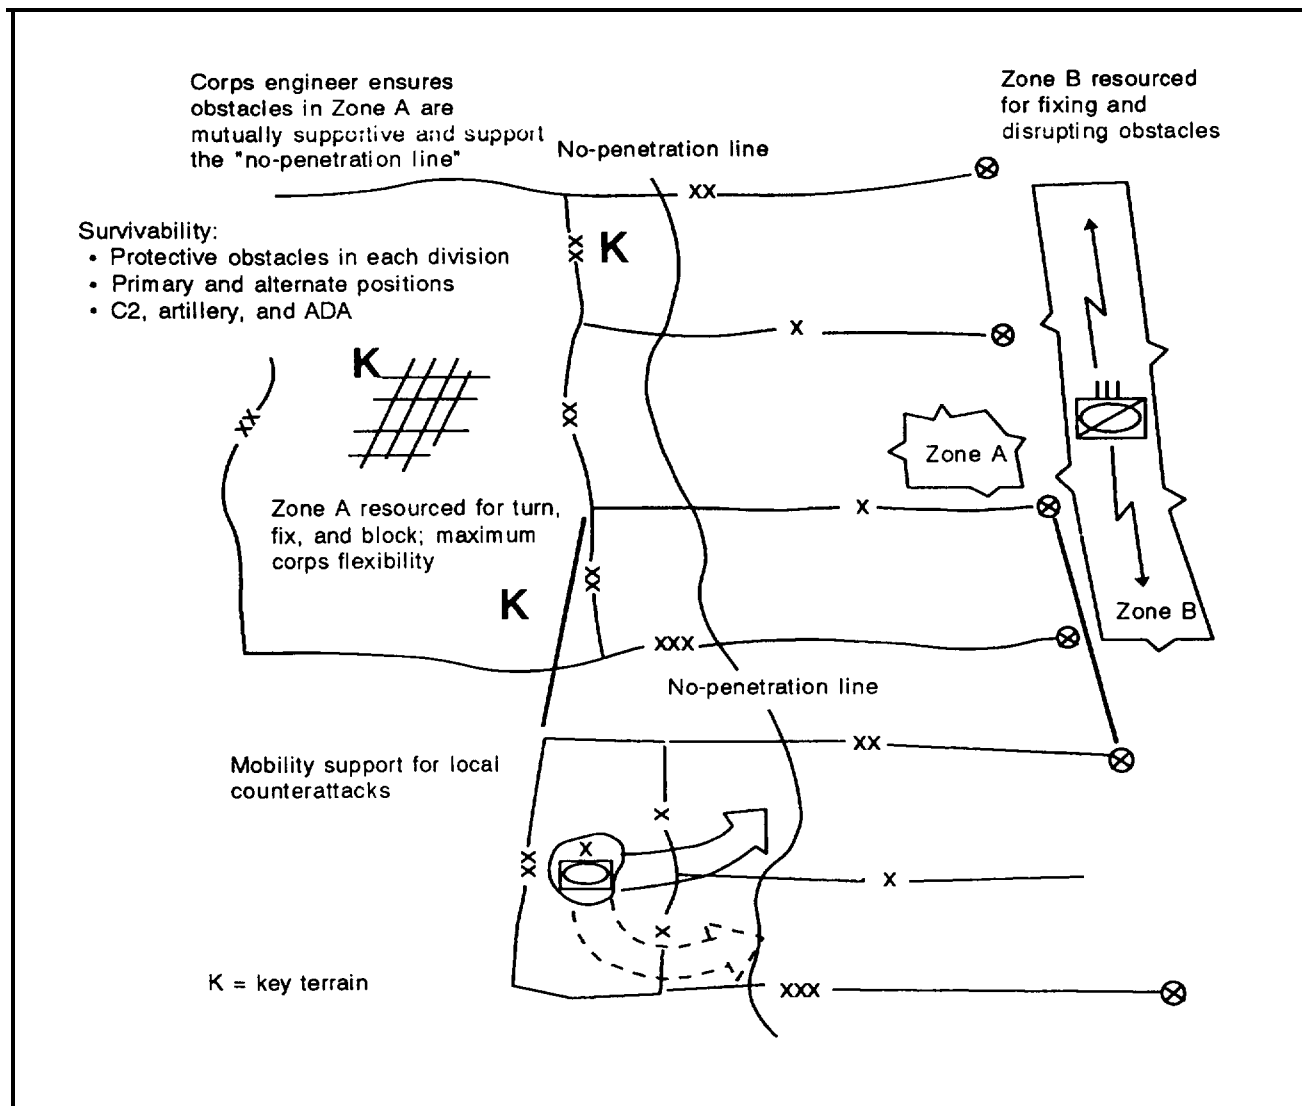 Corps engineer ensures
obstacles in Zone A are
mutually supportive and support
the "no-penetration line"
No-penetration line
Zone B resourced
for fixing and
disrupting obstacles
XX
Survivability:
• Protective obstacles in each division
• Primary and alternate positions
• C2, artillery, and ADA
XX
K
X
K
XX
XX
Zone A
Zone A resourced for turn,
fix, and block; maximum
corps flexibility
X
XX
K
Zone B
XXX
No-penetration line
XX
Mobility support for local
counterattacks
X
X
XX
X
X
K = key terrain
XXX